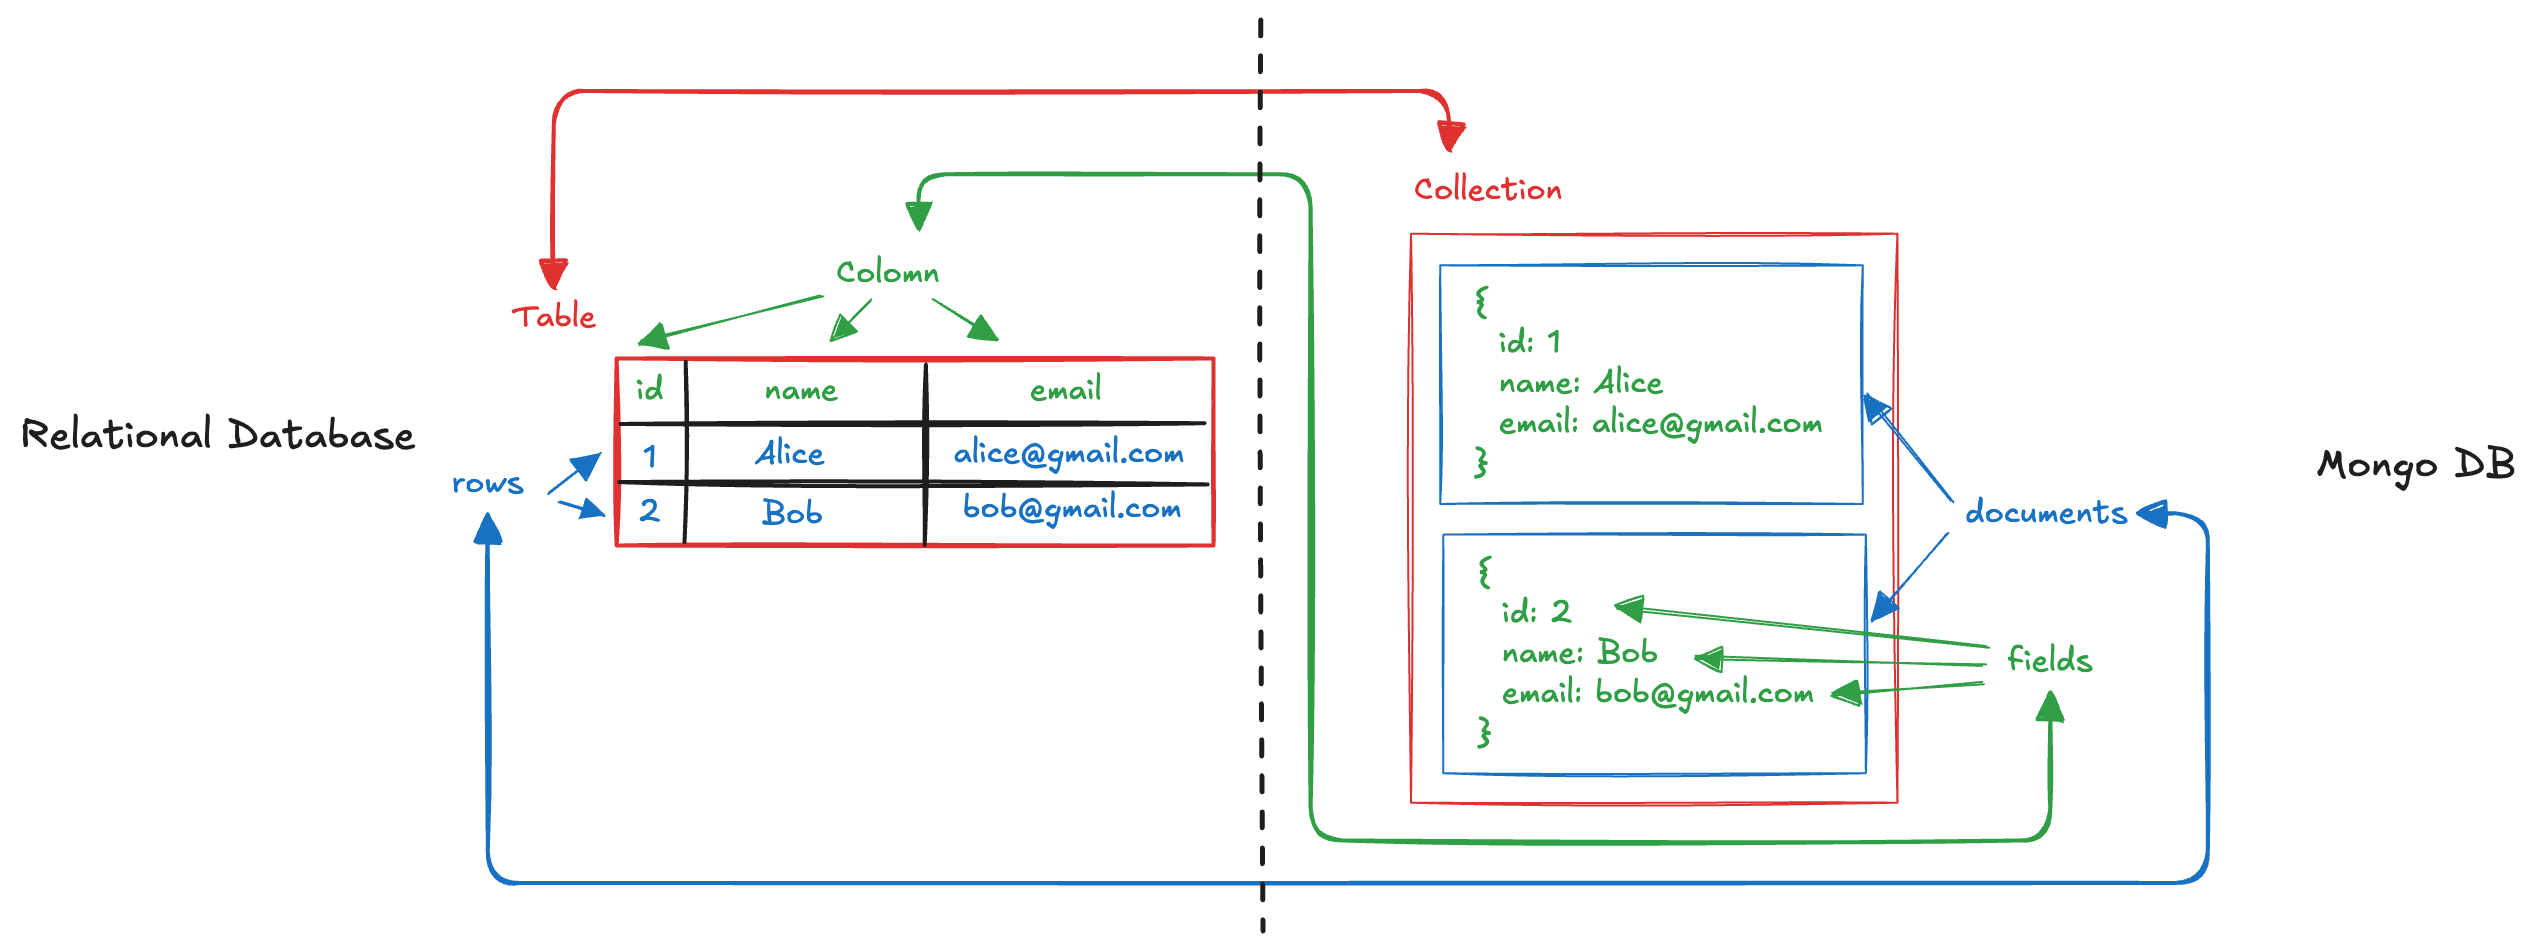 Relational Database
Table
Colomn
id name email
1 Alice alice@gmail.com
2 Bob bob@gmail.com
rows
Collection
{
id: 1
name: Alice
email: alice@gmail.com
}
{
id: 2
name: Bob
email: bob@gmail.com
}
documents
fields
Mongo DB